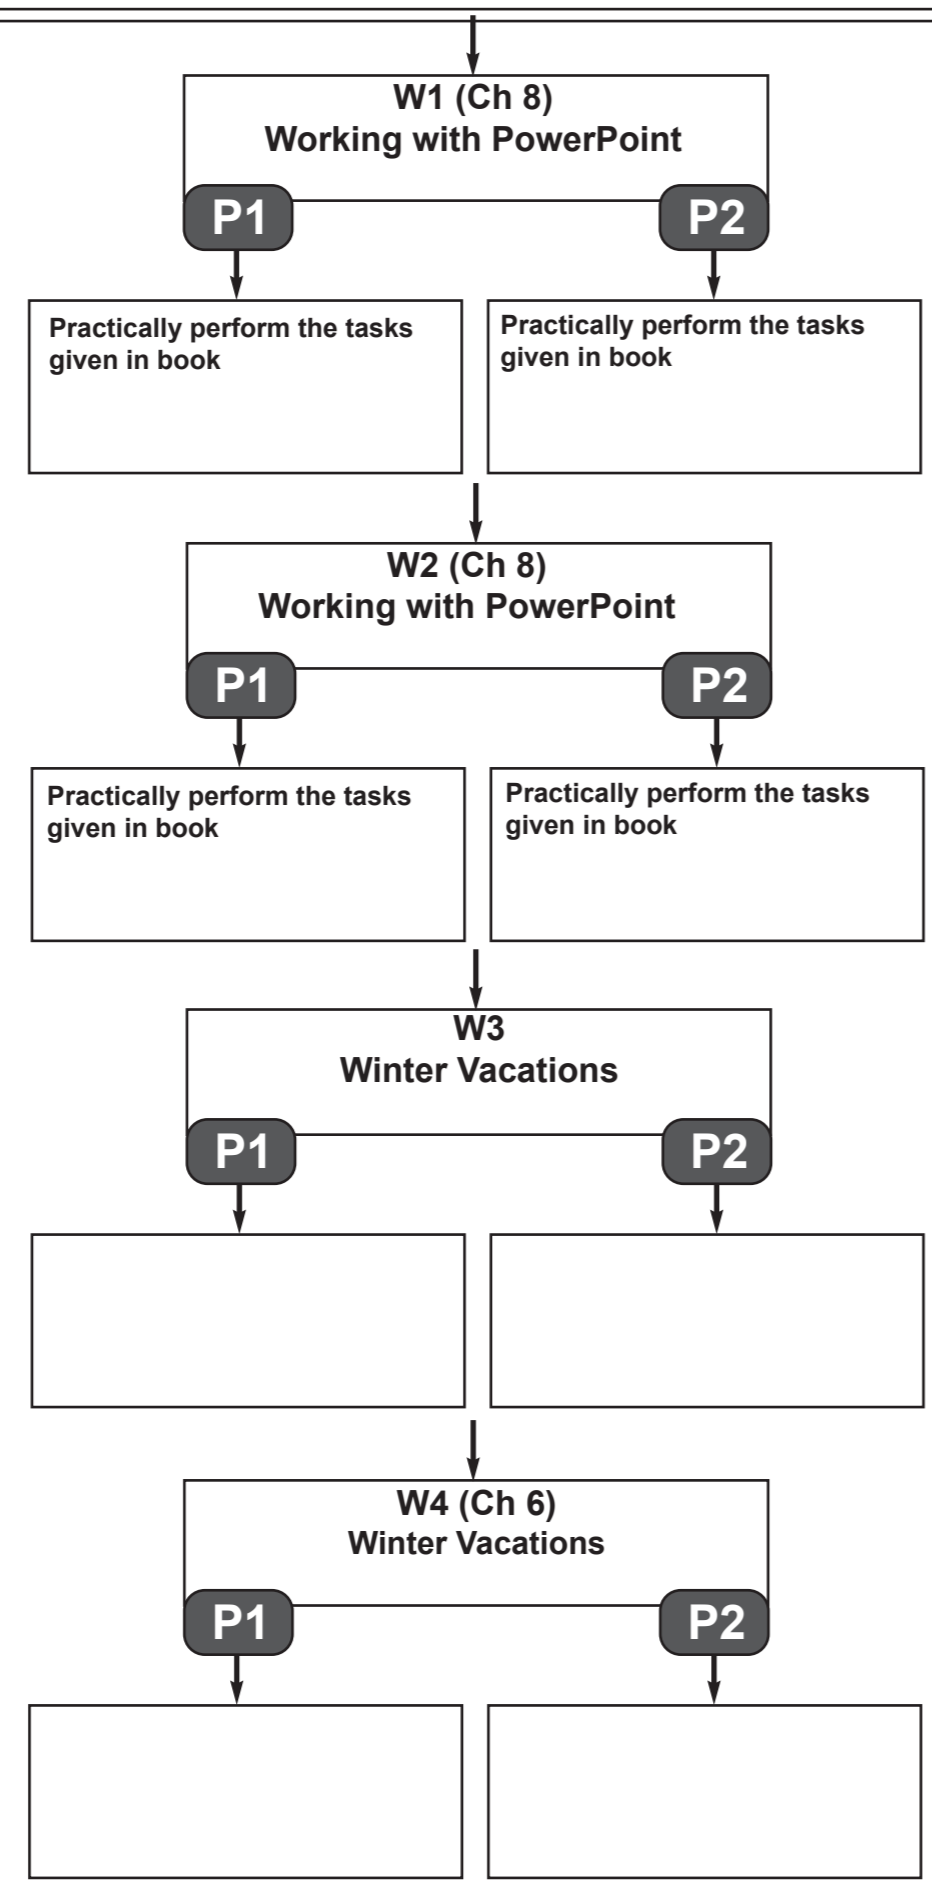 W1 (Ch 8)
Working with PowerPoint
P1
P2
Practically perform the tasks
given in book
Practically perform the tasks
given in book
W2 (Ch 8)
Working with PowerPoint
P1
P2
Practically perform the tasks
given in book
Practically perform the tasks
given in book
W3
Winter Vacations
P1
P2
W4 (Ch 6)
Winter Vacations
P1
P2